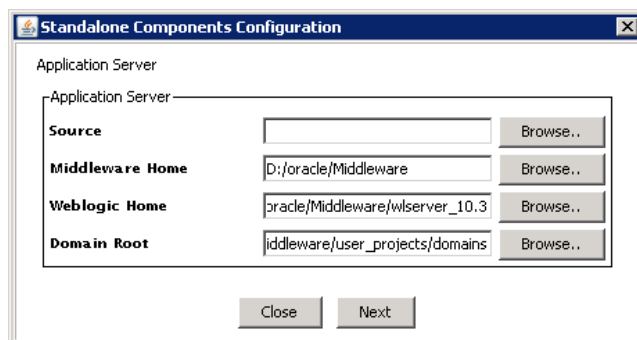 Standalone Components Configuration
Application Server
Application Server
Source Browse..
Middleware Home D:/oracle/Middleware Browse..
Weblogic Home oracle/Middleware/wlserver_10.3 Browse..
Domain Root iddleware/user_projects/domains Browse..
Close Next